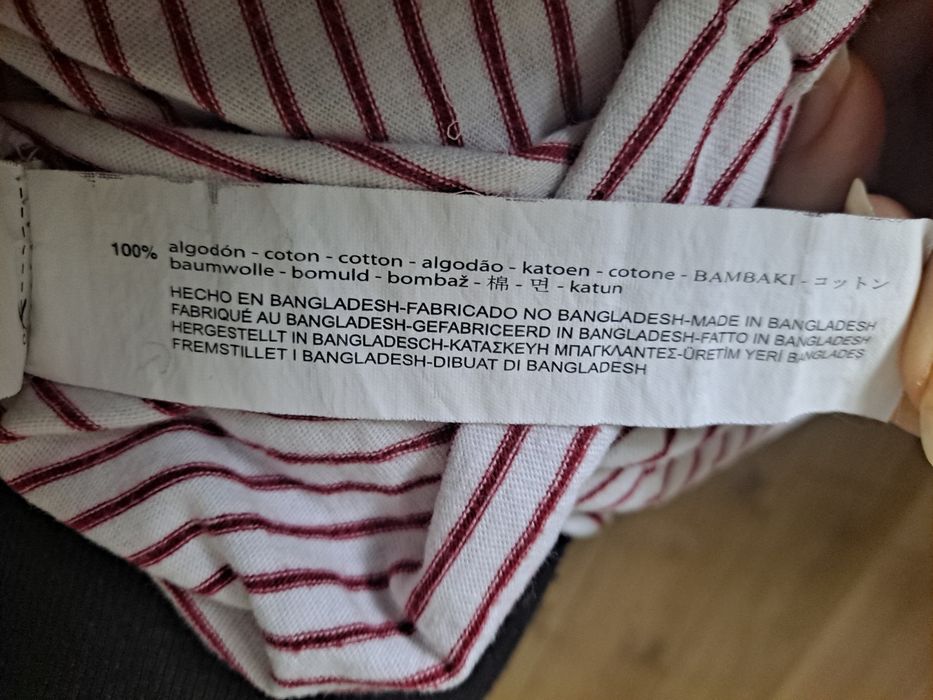 100% algodón - coton - cotton - algodão - katoen - cotone - BAMBAKI - コットン
baumwolle - bomuld - bombaž - 棉 - 면 - katun
HECHO EN BANGLADESH-FABRICADO NO BANGLADESH-MADE IN BANGLADESH
FABRIQUÉ AU BANGLADESH-GEFABRICEERD IN BANGLADESH-FATTO IN BANGLADESH
HERGESTELLT IN BANGLADESCH-ΚΑΤΑΣΚΕΥΗ ΜΠΑΓΚΛΑΝΤΕΣ-ÜRETİM YERİ BANGLADES
FREMSTILLET I BANGLADESH-DIBUAT DI BANGLADESH